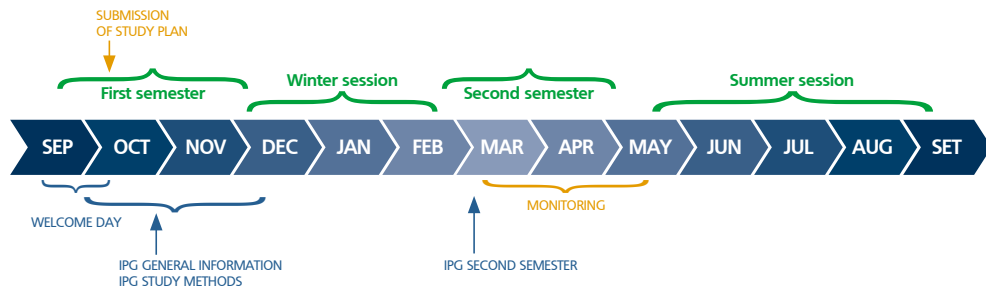 SUBMISSION
OF STUDY PLAN
First semester
Winter session
Second semester
Summer session
SEP OCT NOV DEC JAN FEB MAR APR MAY JUN JUL AUG SET
WELCOME DAY
MONITORING
IPG GENERAL INFORMATION
IPG STUDY METHODS
IPG SECOND SEMESTER